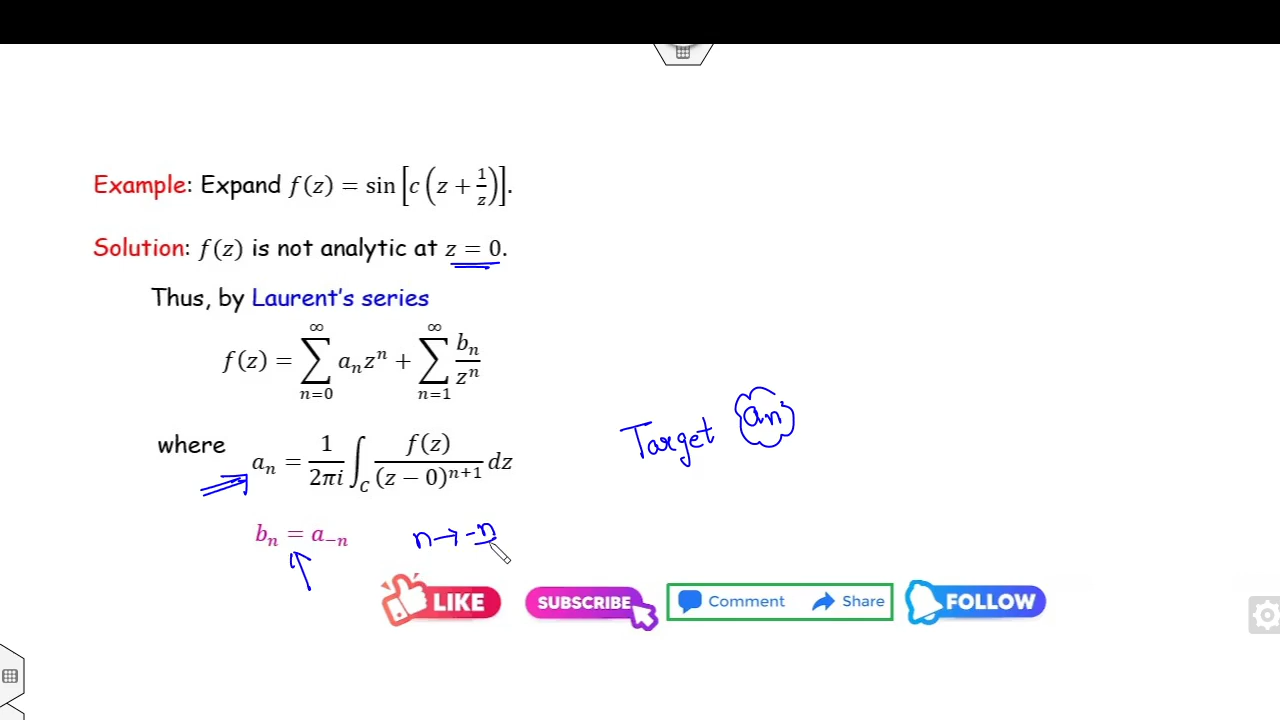 Example: Expand f(z) = sin [c (z + 1/z)].
Solution: f(z) is not analytic at z = 0.
Thus, by Laurent's series
f(z) = ∑_{n=0}^{∞} a_n z^n + ∑_{n=1}^{∞} b_n/z^n
Target a_n
where a_n = 1/(2πi) ∫_c f(z)/(z − 0)^{n+1} dz
b_n = a_{−n} n → −n
LIKE SUBSCRIBE Comment Share FOLLOW